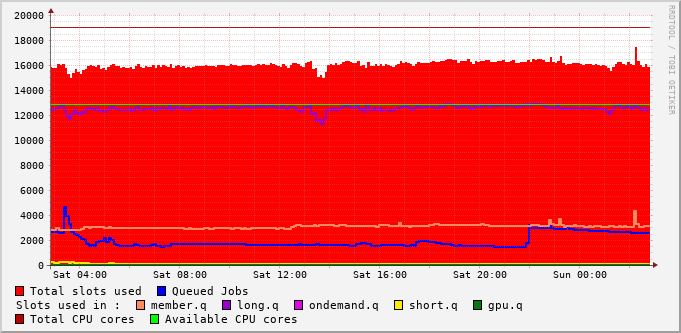 20000
18000
16000
14000
12000
10000
8000
6000
4000
2000
0
Sat 04:00 Sat 08:00 Sat 12:00 Sat 16:00 Sat 20:00 Sun 00:00
RRDTOOL / TOBI OETIKER
Total slots used Queued Jobs
Slots used in : member.q long.q ondemand.q short.q gpu.q
Total CPU cores Available CPU cores